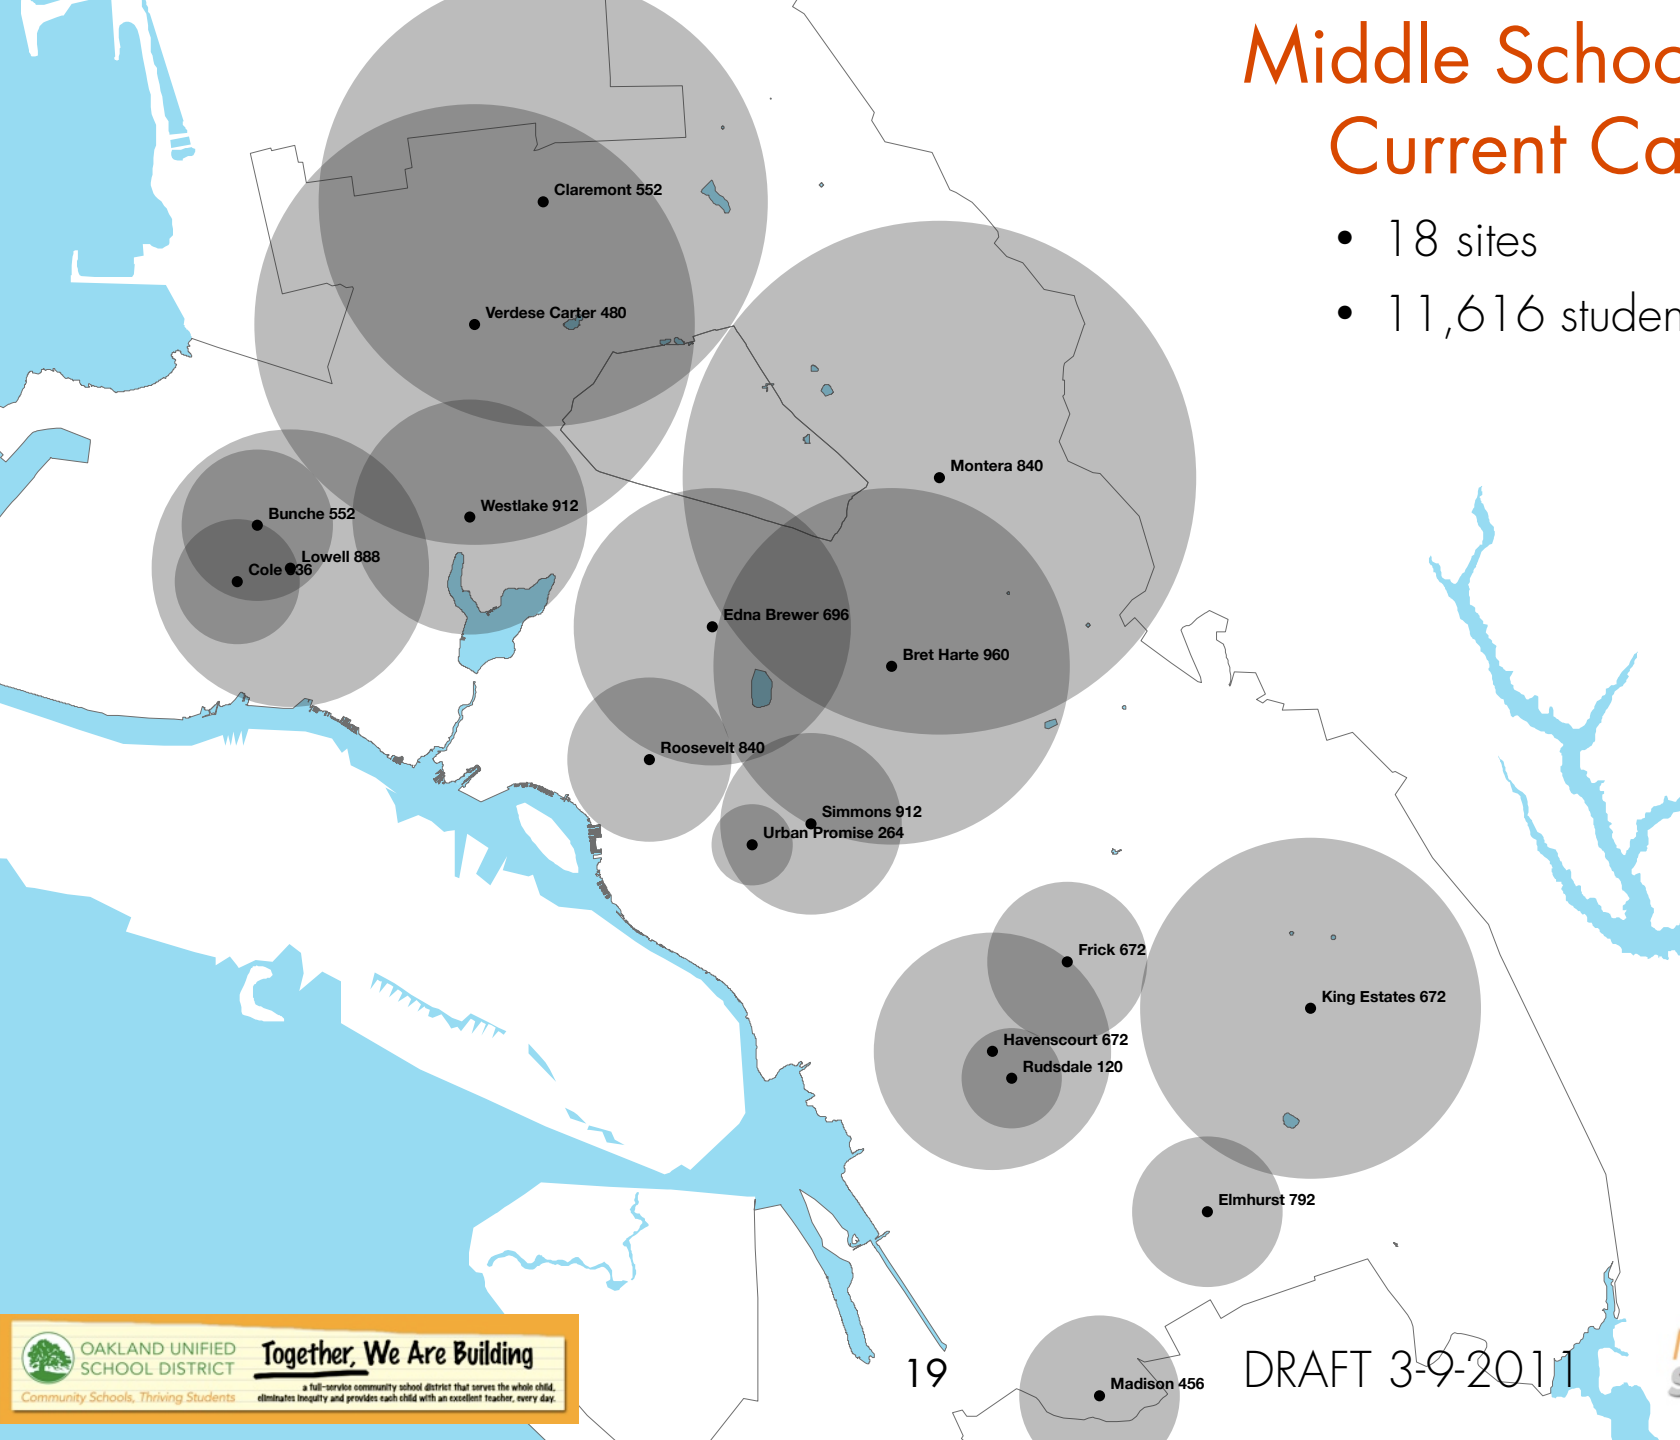 Middle Schoo
Current Ca
• 18 sites
• 11,616 studen
Claremont 552
Verdese Carter 480
Montera 840
Westlake 912
Bunche 552
Lowell 888
Cole 36
Edna Brewer 696
Bret Harte 960
Roosevelt 840
Simmons 912
Urban Promise 264
Frick 672
King Estates 672
Havenscourt 672
Rudsdale 120
Elmhurst 792
Madison 456
OAKLAND UNIFIED
SCHOOL DISTRICT
Community Schools, Thriving Students
Together, We Are Building
a full-service community school district that serves the whole child,
eliminates inequity and provides each child with an excellent teacher, every day.
19
DRAFT 3-9-2011